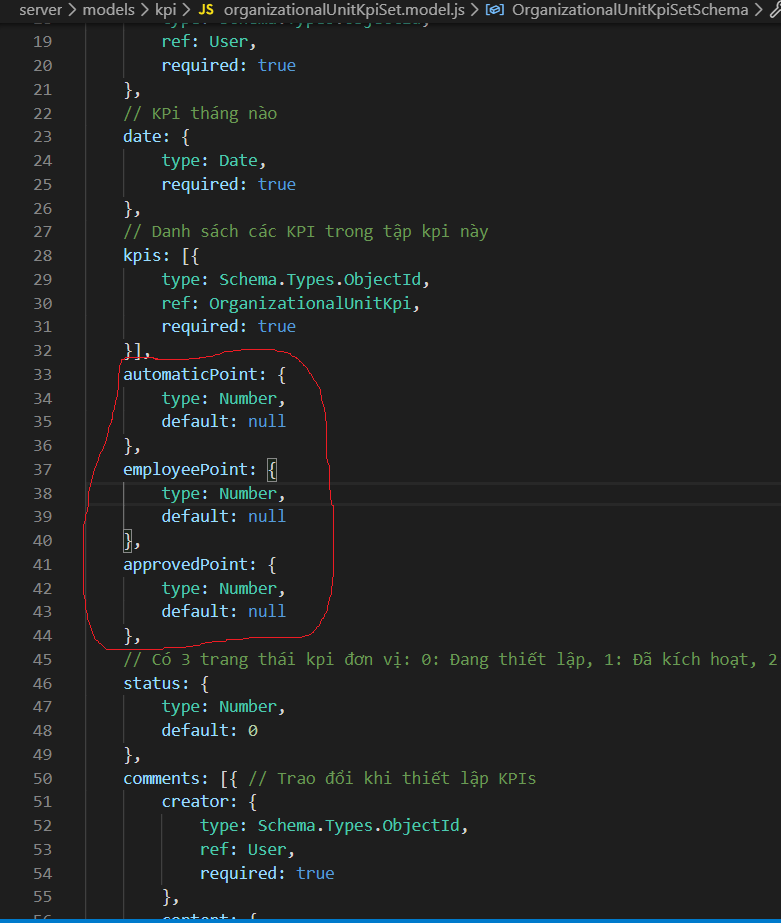 server > models > kpi > JS organizationalUnitKpiSet.model.js > OrganizationalUnitKpiSetSchema >
19 ref: User,
20 required: true
21 },
22 // KPi tháng nào
23 date: {
24 type: Date,
25 required: true
26 },
27 // Danh sách các KPI trong tập kpi này
28 kpis: [{
29 type: Schema.Types.ObjectId,
30 ref: OrganizationalUnitKpi,
31 required: true
32 }],
33 automaticPoint: {
34 type: Number,
35 default: null
36 },
37 employeePoint: {
38 type: Number,
39 default: null
40 },
41 approvedPoint: {
42 type: Number,
43 default: null
44 },
45 // Có 3 trang thái kpi đơn vị: 0: Đang thiết lập, 1: Đã kích hoạt, 2
46 status: {
47 type: Number,
48 default: 0
49 },
50 comments: [{ // Trao đổi khi thiết lập KPIs
51 creator: {
52 type: Schema.Types.ObjectId,
53 ref: User,
54 required: true
55 },